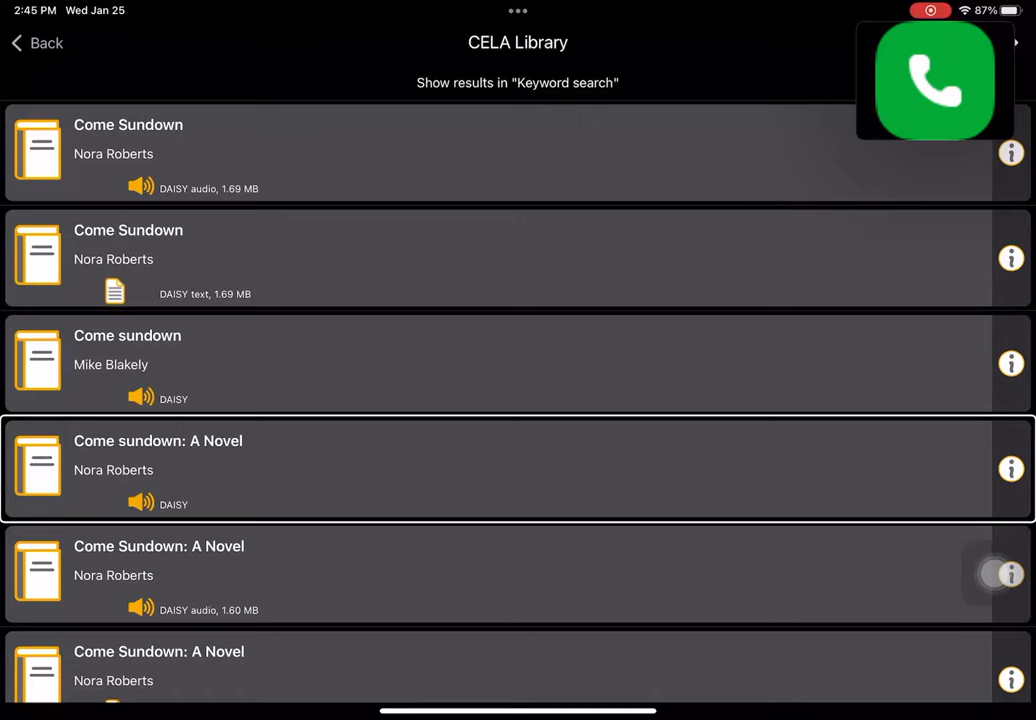 2:45 PM Wed Jan 25
87%
Back
CELA Library
Show results in "Keyword search"
Come Sundown
Nora Roberts
DAISY audio, 1.69 MB
Come Sundown
Nora Roberts
DAISY text, 1.69 MB
Come sundown
Mike Blakely
DAISY
Come sundown: A Novel
Nora Roberts
DAISY
Come Sundown: A Novel
Nora Roberts
DAISY audio, 1.60 MB
Come Sundown: A Novel
Nora Roberts